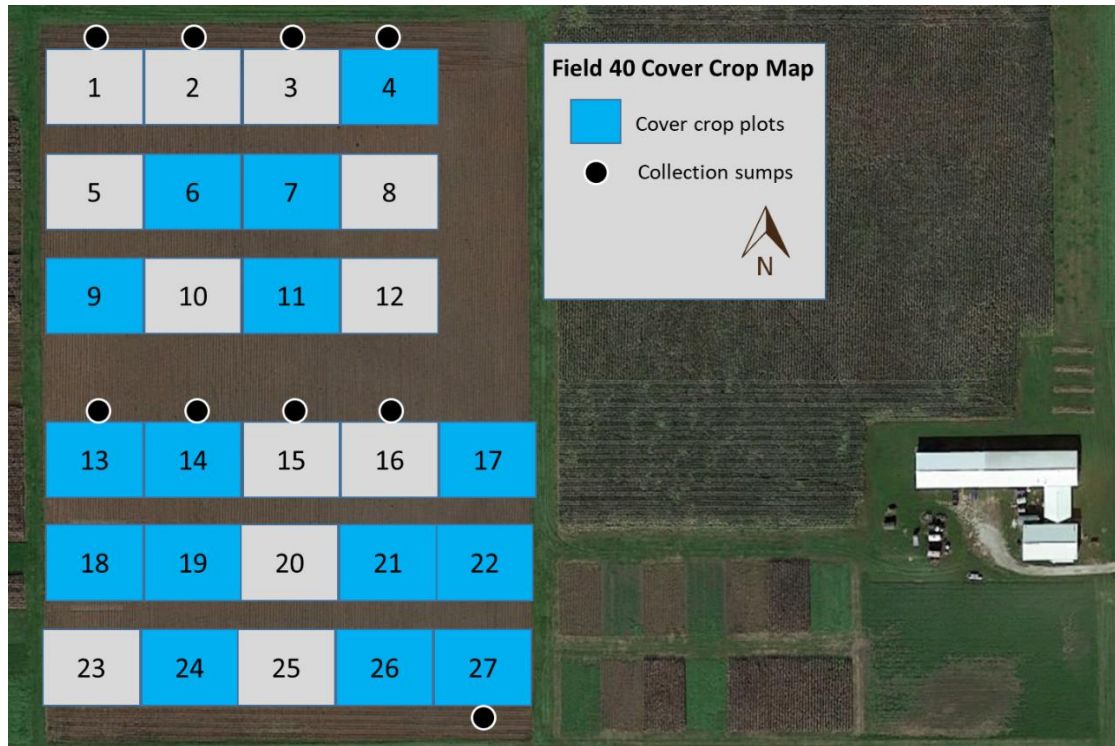 Field 40 Cover Crop Map
Cover crop plots
Collection sumps
N
1 2 3 4
5 6 7 8
9 10 11 12
13 14 15 16 17
18 19 20 21 22
23 24 25 26 27